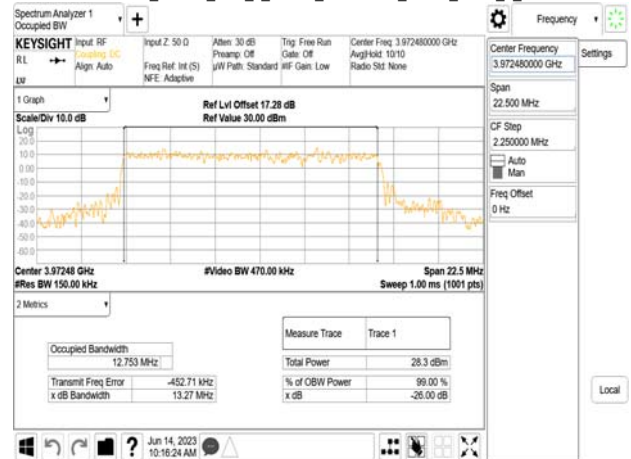 Spectrum Analyzer 1
Occupied BW
Frequency
KEYSIGHT
Input: RF
Coupling: DC
Align: Auto
Input Z: 50 Ω
Freq Ref: Int (S)
NFE: Adaptive
Atten: 30 dB
Preamp: Off
µW Path: Standard
Trig: Free Run
Gate: Off
#IF Gain: Low
Center Freq: 3.972480000 GHz
Avg|Hold: 10/10
Radio Std: None
RL
LU
Center Frequency
3.972480000 GHz
Settings
Span
22.500 MHz
CF Step
2.250000 MHz
Auto
Man
Freq Offset
0 Hz
1 Graph
Scale/Div 10.0 dB
Ref Lvl Offset 17.28 dB
Ref Value 30.00 dBm
Log
20.0
10.0
0.00
-10.0
-20.0
-30.0
-40.0
-50.0
-60.0
Center 3.97248 GHz
#Video BW 470.00 kHz
Span 22.5 MHz
#Res BW 150.00 kHz
Sweep 1.00 ms (1001 pts)
2 Metrics
Measure Trace
Trace 1
Occupied Bandwidth
12.753 MHz
Total Power
28.3 dBm
Transmit Freq Error
-452.71 kHz
% of OBW Power
99.00 %
x dB Bandwidth
13.27 MHz
x dB
-26.00 dB
Local
Jun 14, 2023
10:16:24 AM